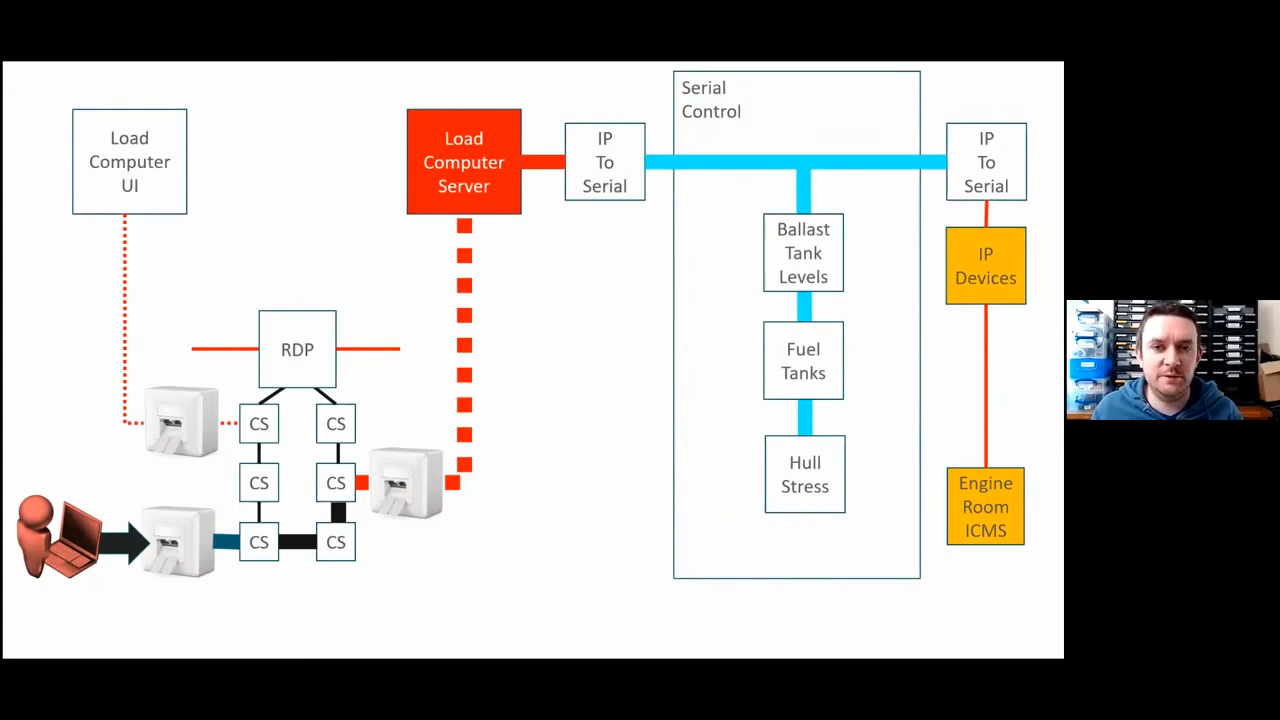 Load
Computer
UI
Load
Computer
Server
IP
To
Serial
Serial
Control
IP
To
Serial
Ballast
Tank
Levels
IP
Devices
RDP
Fuel
Tanks
CS
CS
CS
CS
CS
CS
Hull
Stress
Engine
Room
ICMS